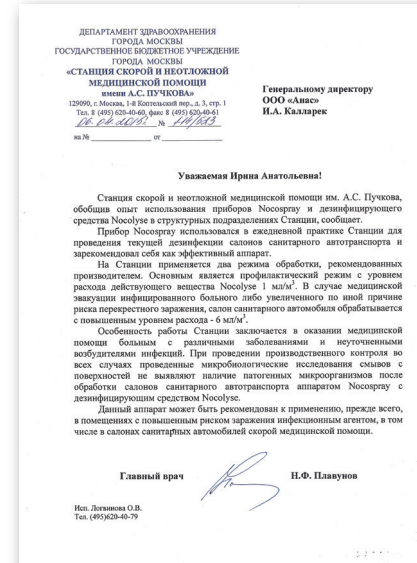 ДЕПАРТАМЕНТ ЗДРАВООХРАНЕНИЯ
ГОРОДА МОСКВЫ
ГОСУДАРСТВЕННОЕ БЮДЖЕТНОЕ УЧРЕЖДЕНИЕ
ГОРОДА МОСКВЫ
«СТАНЦИЯ СКОРОЙ И НЕОТЛОЖНОЙ
МЕДИЦИНСКОЙ ПОМОЩИ
имени А.С. ПУЧКОВА»
129090, г. Москва, 1-й Коптельский пер., д. 3, стр. 1
Тел. 8 (495) 620-40-60, факс 8 (495) 620-40-61
№
на № от
Генеральному директору
ООО «Анас»
И.А. Калларек
Уважаемая Ирина Анатольевна!
Станция скорой и неотложной медицинской помощи им. А.С. Пучкова,
обобщив опыт использования приборов Nocospray и дезинфицирующего
средства Nocolyse в структурных подразделениях Станции, сообщает.
Прибор Nocospray использовался в ежедневной практике Станции для
проведения текущей дезинфекции салонов санитарного автотранспорта и
зарекомендовал себя как эффективный аппарат.
На Станции применяется два режима обработки, рекомендованных
производителем. Основным является профилактический режим с уровнем
расхода действующего вещества Nocolyse 1 мл/м³. В случае медицинской
эвакуации инфицированного больного либо увеличенного по иной причине
риска перекрестного заражения, салон санитарного автомобиля обрабатывается
с повышенным уровнем расхода - 6 мл/м³.
Особенность работы Станции заключается в оказании медицинской
помощи больным с различными заболеваниями и неуточненными
возбудителями инфекций. При проведении производственного контроля во
всех случаях проведенные микробиологические исследования смывов с
поверхностей не выявляют наличие патогенных микроорганизмов после
обработки салонов санитарного автотранспорта аппаратом Nocospray с
дезинфицирующим средством Nocolyse.
Данный аппарат может быть рекомендован к применению, прежде всего,
в помещениях с повышенным риском заражения инфекционным агентом, в том
числе в салонах санитарных автомобилей скорой медицинской помощи.
Главный врач Н.Ф. Плавунов
Исп. Логвинова О.В.
Тел. (495)620-40-79